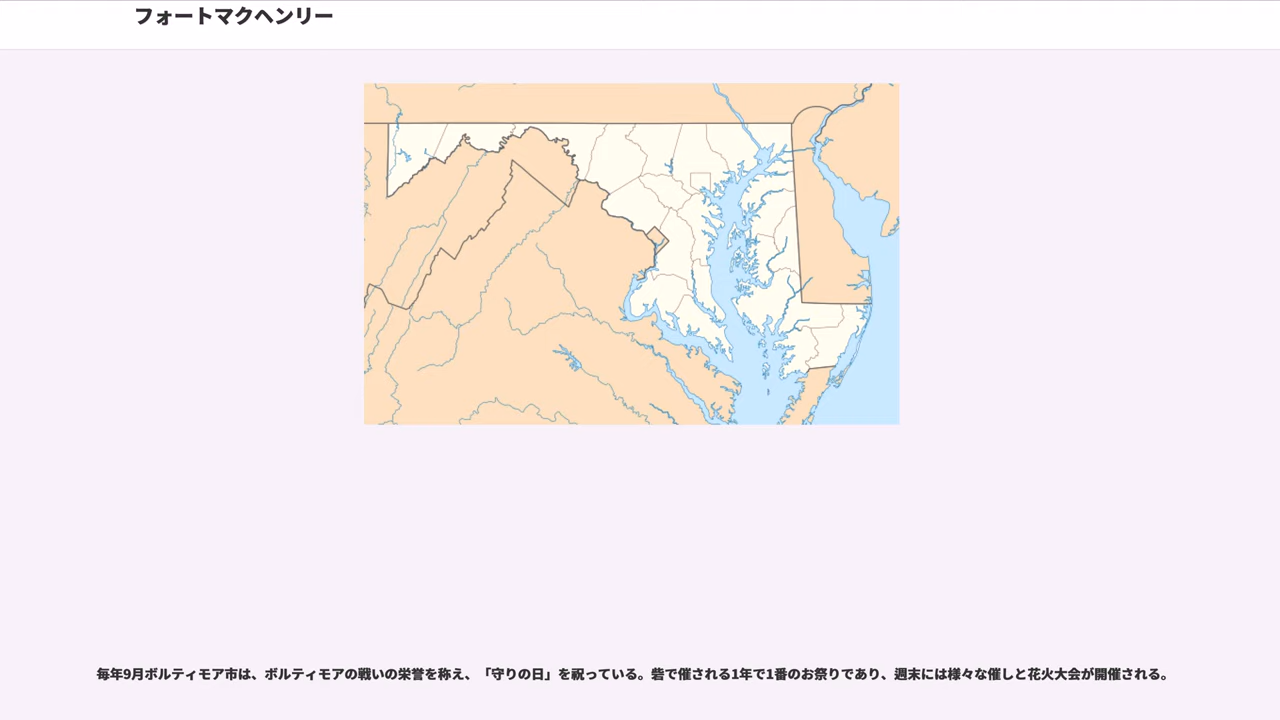 フォートマクヘンリー
毎年9月ボルティモア市は、ボルティモアの戦いの栄誉を称え、「守りの日」を祝っている。砦で催される1年で1番のお祭りであり、週末には様々な催しと花火大会が開催される。